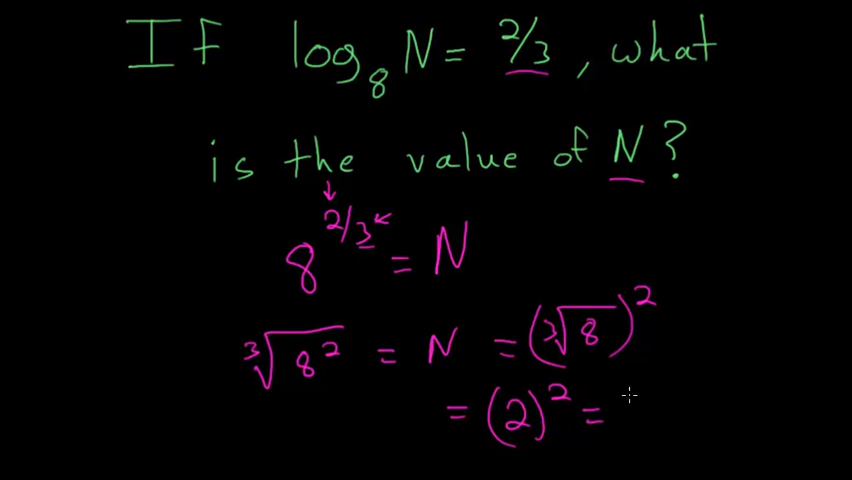 If log₈ N = 2/3, what
is the value of N?
8^(2/3) = N
∛(8²) = N = (∛8)²
= (2)² =